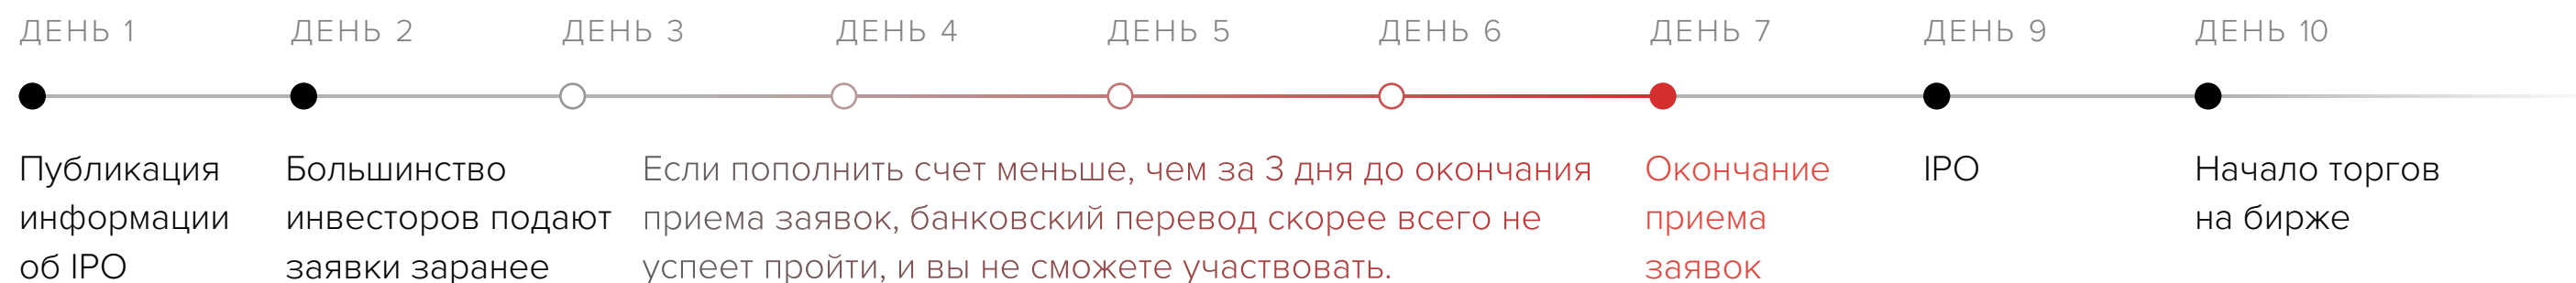 ДЕНЬ 1 ДЕНЬ 2 ДЕНЬ 3 ДЕНЬ 4 ДЕНЬ 5 ДЕНЬ 6 ДЕНЬ 7 ДЕНЬ 9 ДЕНЬ 10
Публикация
информации
об IPO
Большинство
инвесторов подают
заявки заранее
Если пополнить счет меньше, чем за 3 дня до окончания
приема заявок, банковский перевод скорее всего не
успеет пройти, и вы не сможете участвовать.
Окончание
приема
заявок
IPO
Начало торгов
на бирже